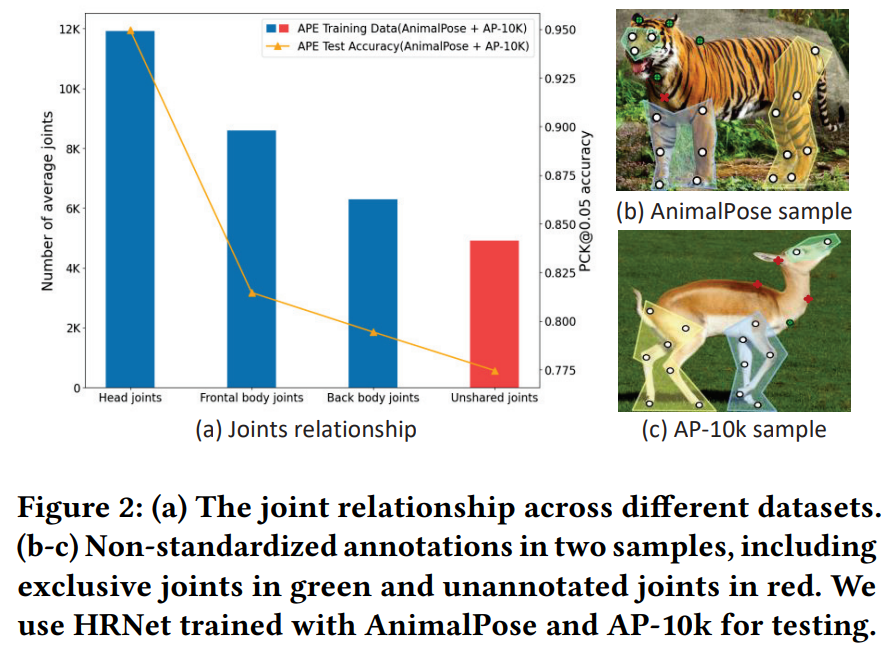 12K
10K
8K
6K
4K
2K
0
Number of average joints
APE Training Data(AnimalPose + AP-10K)
APE Test Accuracy(AnimalPose + AP-10K)
0.950
0.925
0.900
0.875
0.850
0.825
0.800
0.775
PCK@0.05 accuracy
Head joints
Frontal body joints
Back body joints
Unshared joints
(a) Joints relationship
(b) AnimalPose sample
(c) AP-10k sample
Figure 2: (a) The joint relationship across different datasets.
(b-c) Non-standardized annotations in two samples, including
exclusive joints in green and unannotated joints in red. We
use HRNet trained with AnimalPose and AP-10k for testing.